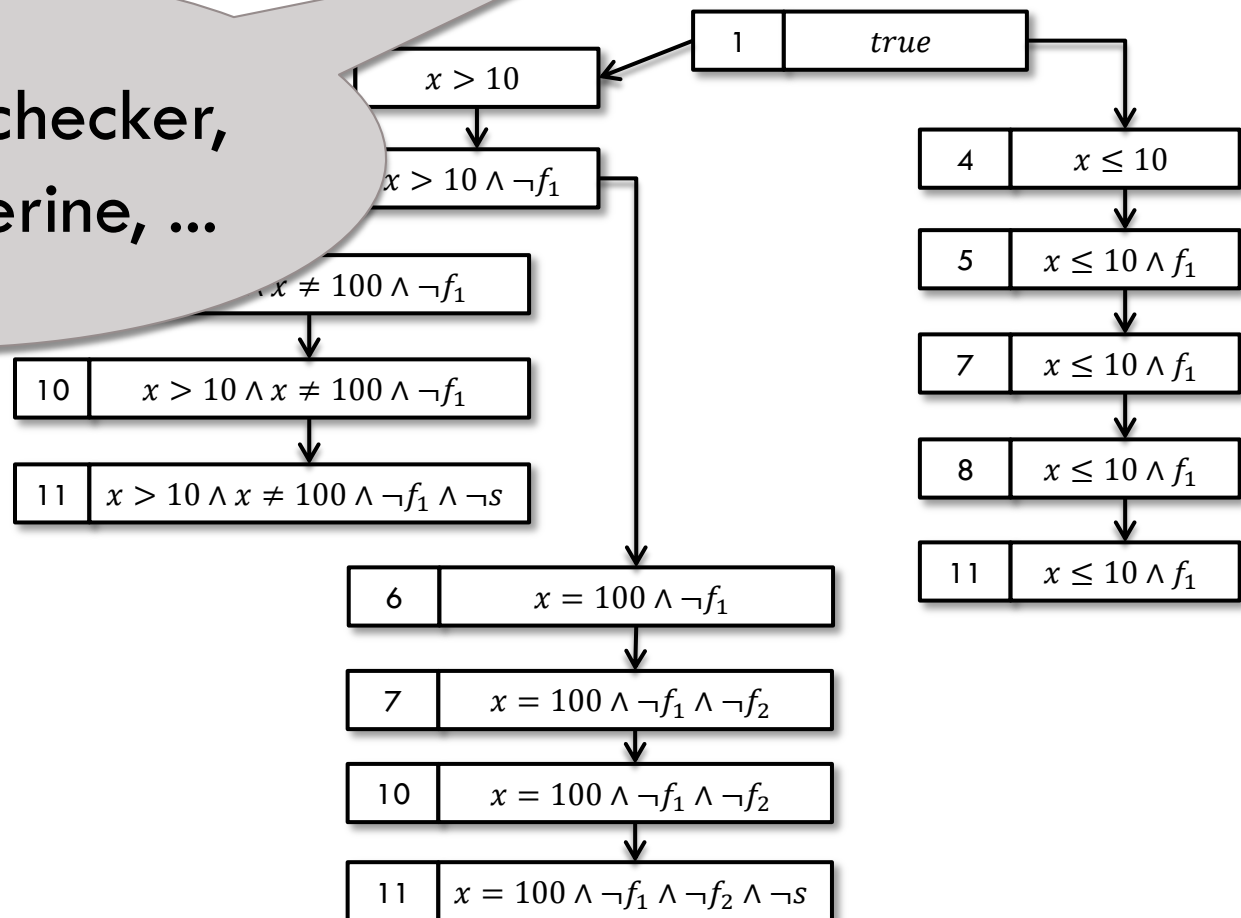 1 true
x > 10
checker,
4 x ≤ 10
x > 10 ∧ ¬f₁
erine, ...
5 x ≤ 10 ∧ f₁
x ≠ 100 ∧ ¬f₁
7 x ≤ 10 ∧ f₁
10 x > 10 ∧ x ≠ 100 ∧ ¬f₁
8 x ≤ 10 ∧ f₁
11 x > 10 ∧ x ≠ 100 ∧ ¬f₁ ∧ ¬s
11 x ≤ 10 ∧ f₁
6 x = 100 ∧ ¬f₁
7 x = 100 ∧ ¬f₁ ∧ ¬f₂
10 x = 100 ∧ ¬f₁ ∧ ¬f₂
11 x = 100 ∧ ¬f₁ ∧ ¬f₂ ∧ ¬s